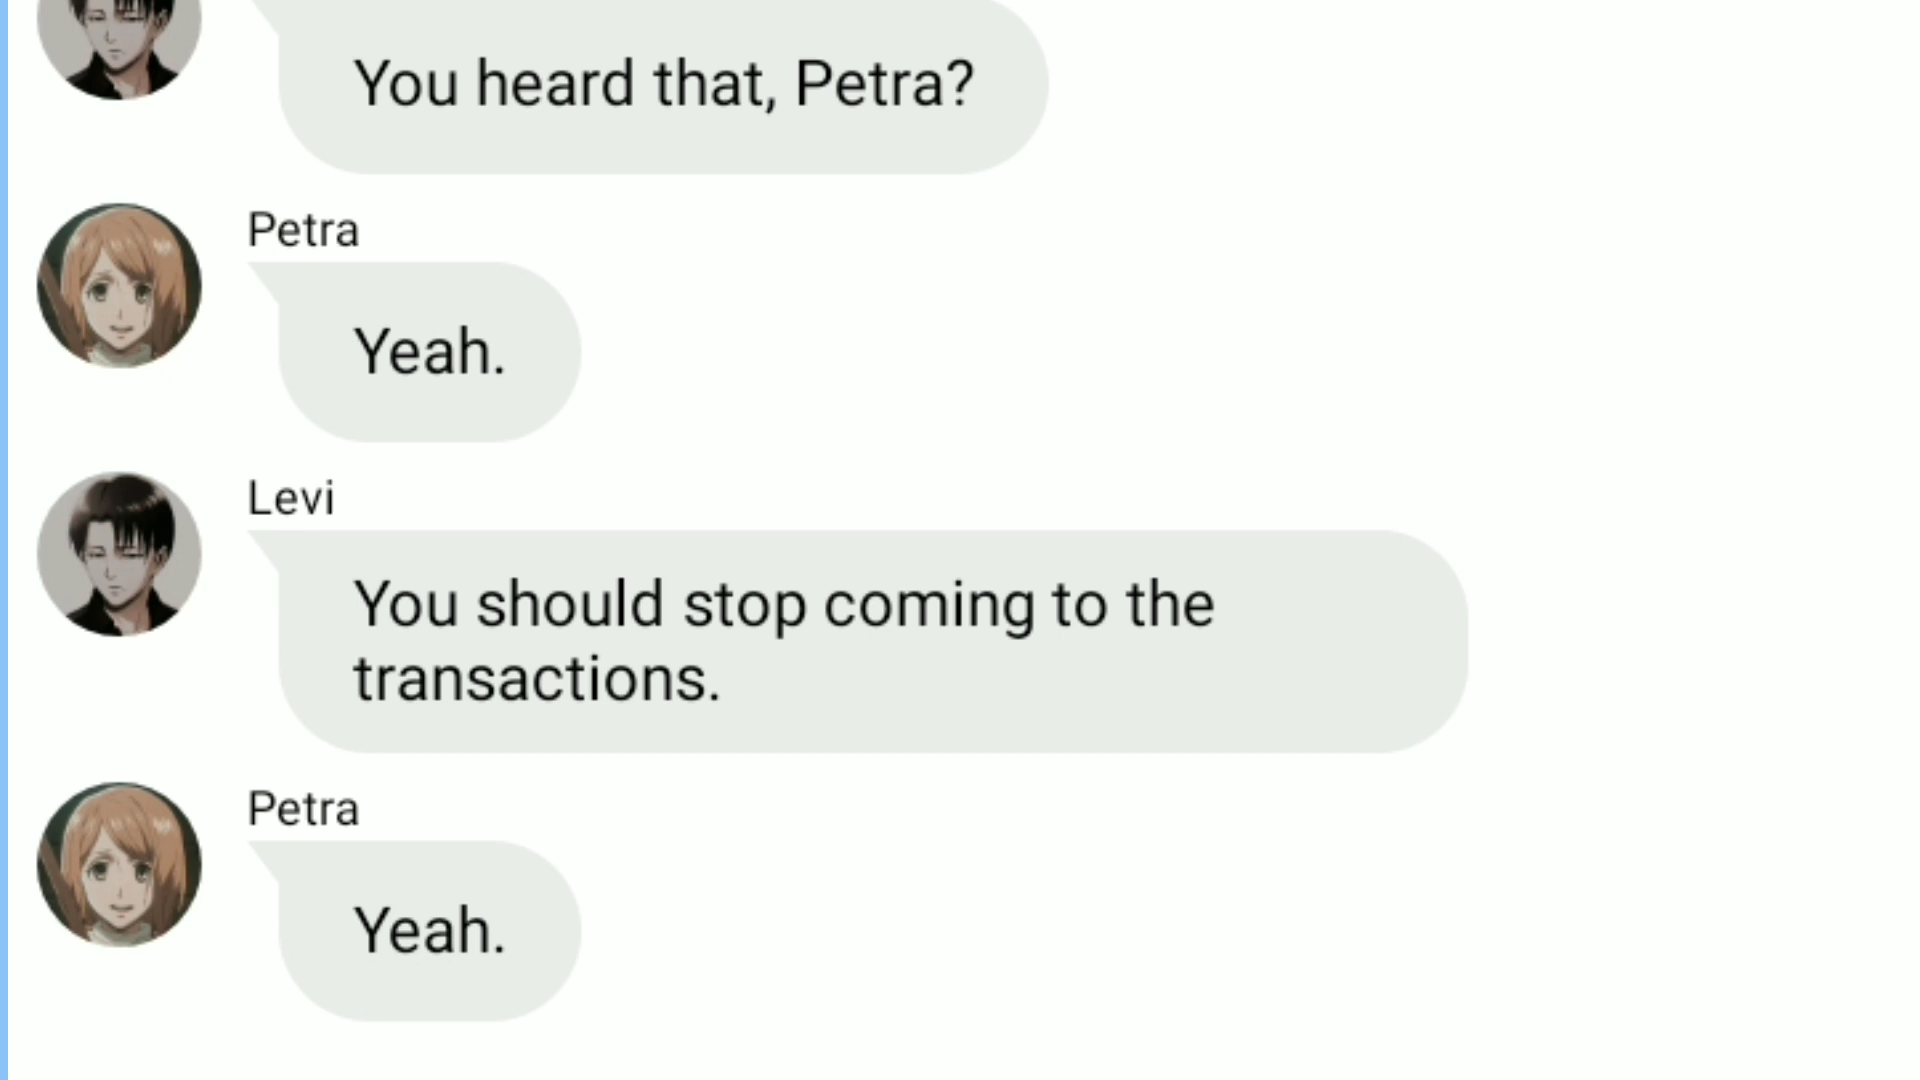 You heard that, Petra?
Petra
Yeah.
Levi
You should stop coming to the
transactions.
Petra
Yeah.